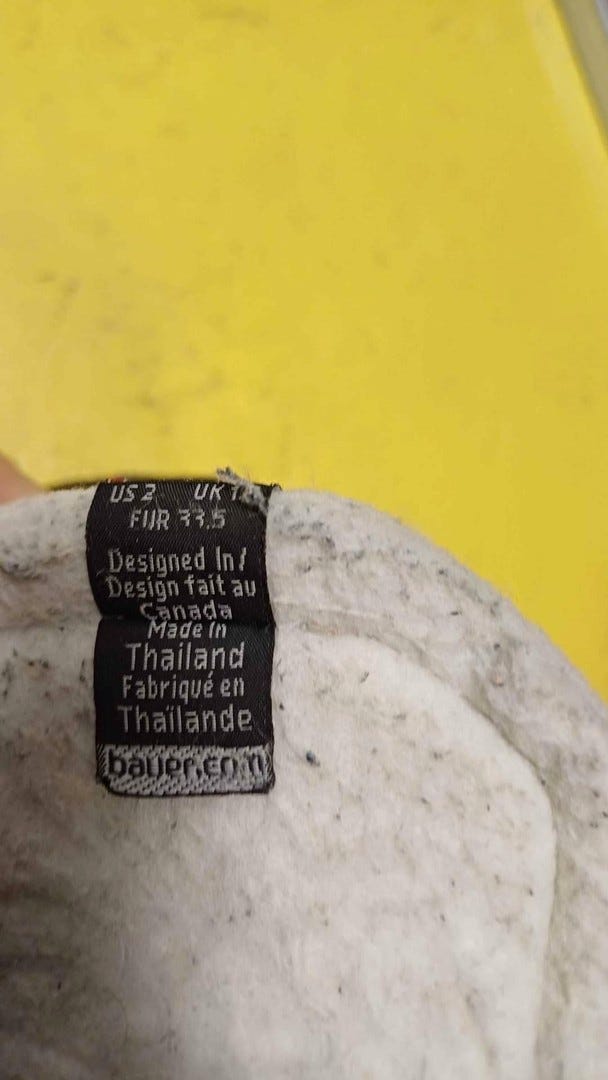 US 2 UK 1
EUR 33.5
Designed In/
Design fait au
Canada
Made in
Thailand
Fabriqué en
Thaïlande
bauer.com